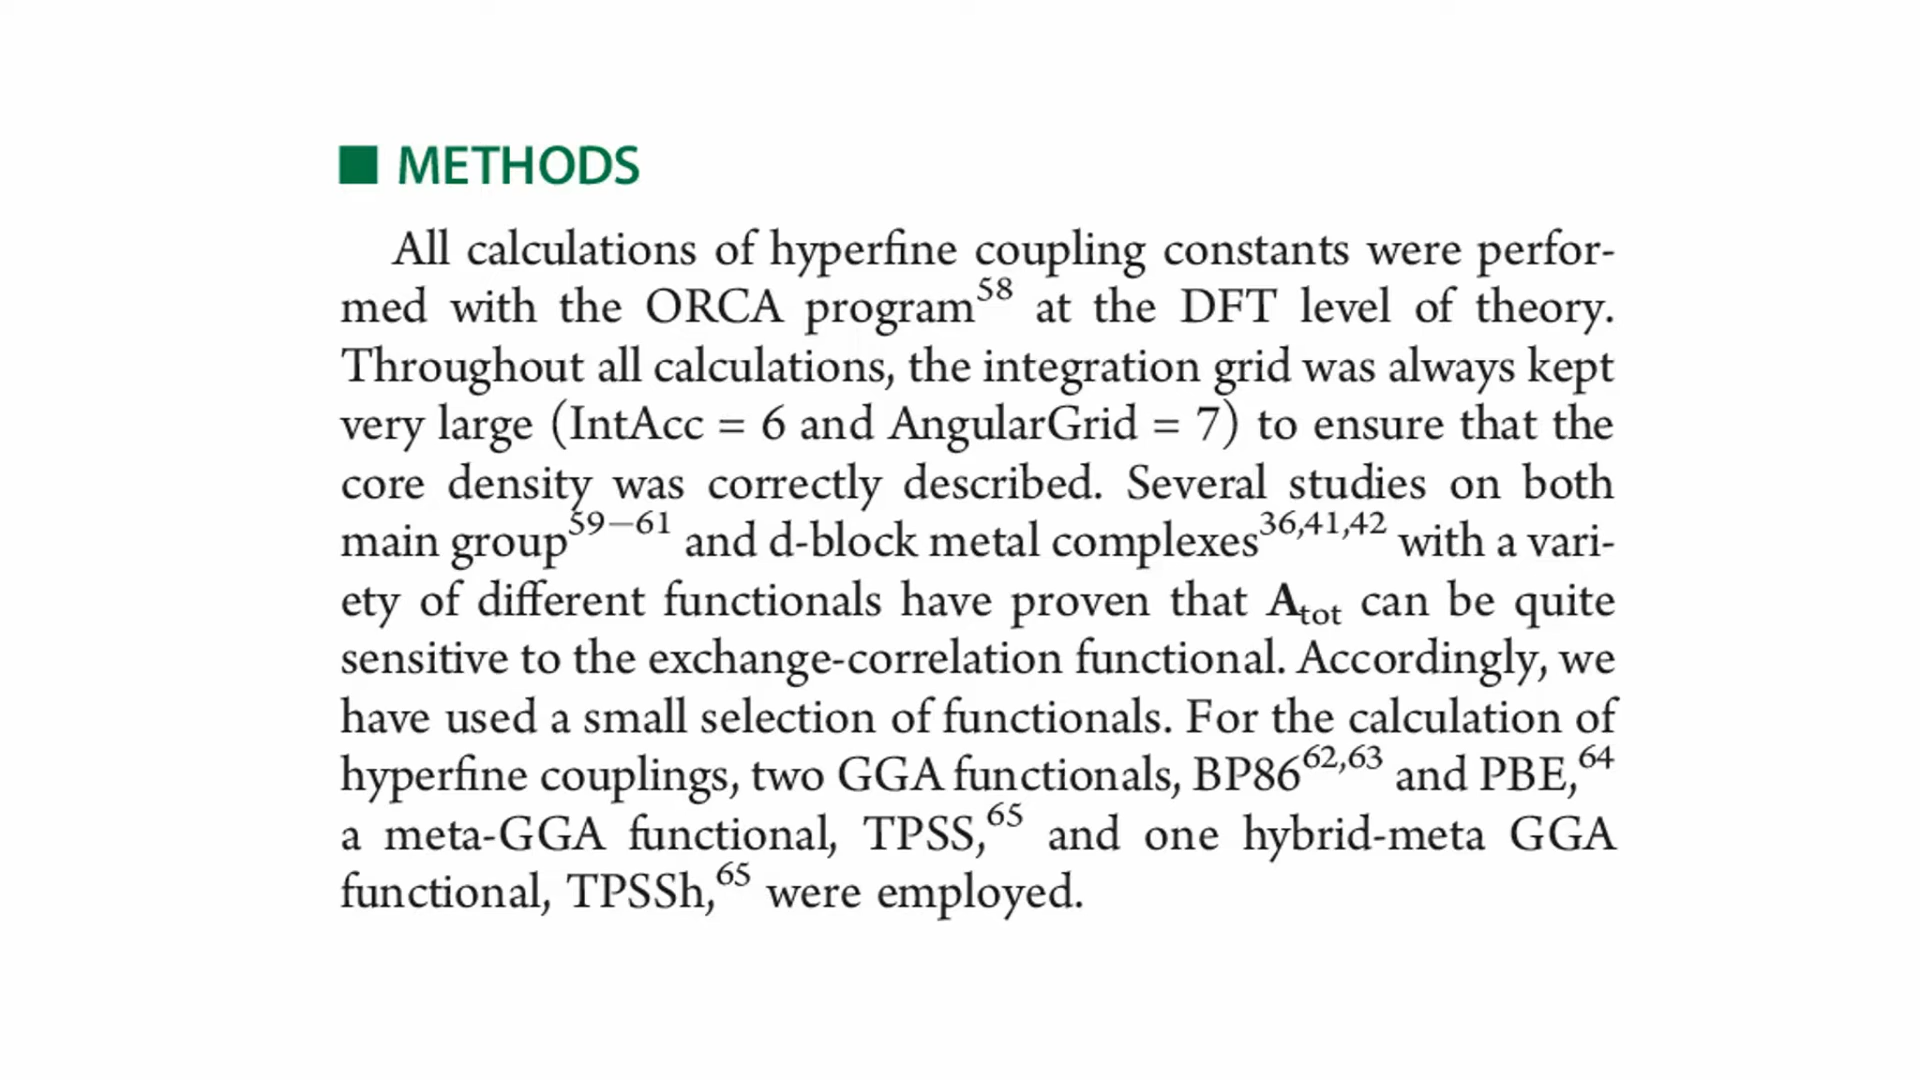 METHODS
All calculations of hyperfine coupling constants were perfor-
med with the ORCA program58 at the DFT level of theory.
Throughout all calculations, the integration grid was always kept
very large (IntAcc = 6 and AngularGrid = 7) to ensure that the
core density was correctly described. Several studies on both
main group59−61 and d-block metal complexes36,41,42 with a vari-
ety of different functionals have proven that Atot can be quite
sensitive to the exchange-correlation functional. Accordingly, we
have used a small selection of functionals. For the calculation of
hyperfine couplings, two GGA functionals, BP8662,63 and PBE,64
a meta-GGA functional, TPSS,65 and one hybrid-meta GGA
functional, TPSSh,65 were employed.